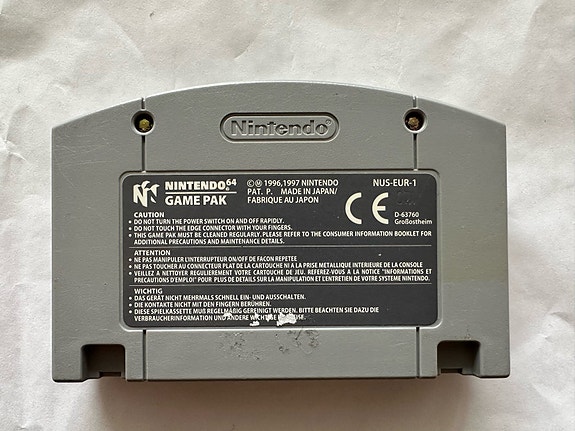 Nintendo®
NINTENDO 64
GAME PAK
©Ⓜ 1996,1997 NINTENDO
PAT. P. MADE IN JAPAN/
FABRIQUE AU JAPON
NUS-EUR-1
CE
D-63760
Großostheim
CAUTION
• DO NOT TURN THE POWER SWITCH ON AND OFF RAPIDLY.
• DO NOT TOUCH THE EDGE CONNECTOR WITH YOUR FINGERS.
• THIS GAME PAK MUST BE CLEANED REGULARLY. PLEASE REFER TO THE CONSUMER INFORMATION BOOKLET FOR
ADDITIONAL PRECAUTIONS AND MAINTENANCE DETAILS.
ATTENTION
• NE PAS MANIPULER L'INTERRUPTEUR ON/OFF DE FACON REPETEE
• NE PAS TOUCHER AU CONNECTEUR PLAT DE LA CARTOUCHE NI A LA PRISE METALLIQUE INTERIEURE DE LA CONSOLE
• VEILLEZ A NETTOYER REGULIEREMENT VOTRE CARTOUCHE DE JEU. REFEREZ-VOUS A LA NOTICE "INFORMATIONS ET
PRECAUTIONS D'EMPLOI" POUR PLUS DE DETAILS SUR LA MANIPULATION ET L'ENTRETIEN DE VOTRE SYSTEME NINTENDO.
WICHTIG
• DAS GERÄT NICHT MEHRMALS SCHNELL EIN- UND AUSSCHALTEN.
• DIE KONTAKTE NICHT MIT DEN FINGERN BERÜHREN.
• DIESE SPIELKASSETTE MUß REGELMÄßIG GEREINIGT WERDEN. BITTE BEACHTEN SIE DAZU DIE
VERBRAUCHERINFORMATION UND ANDERE